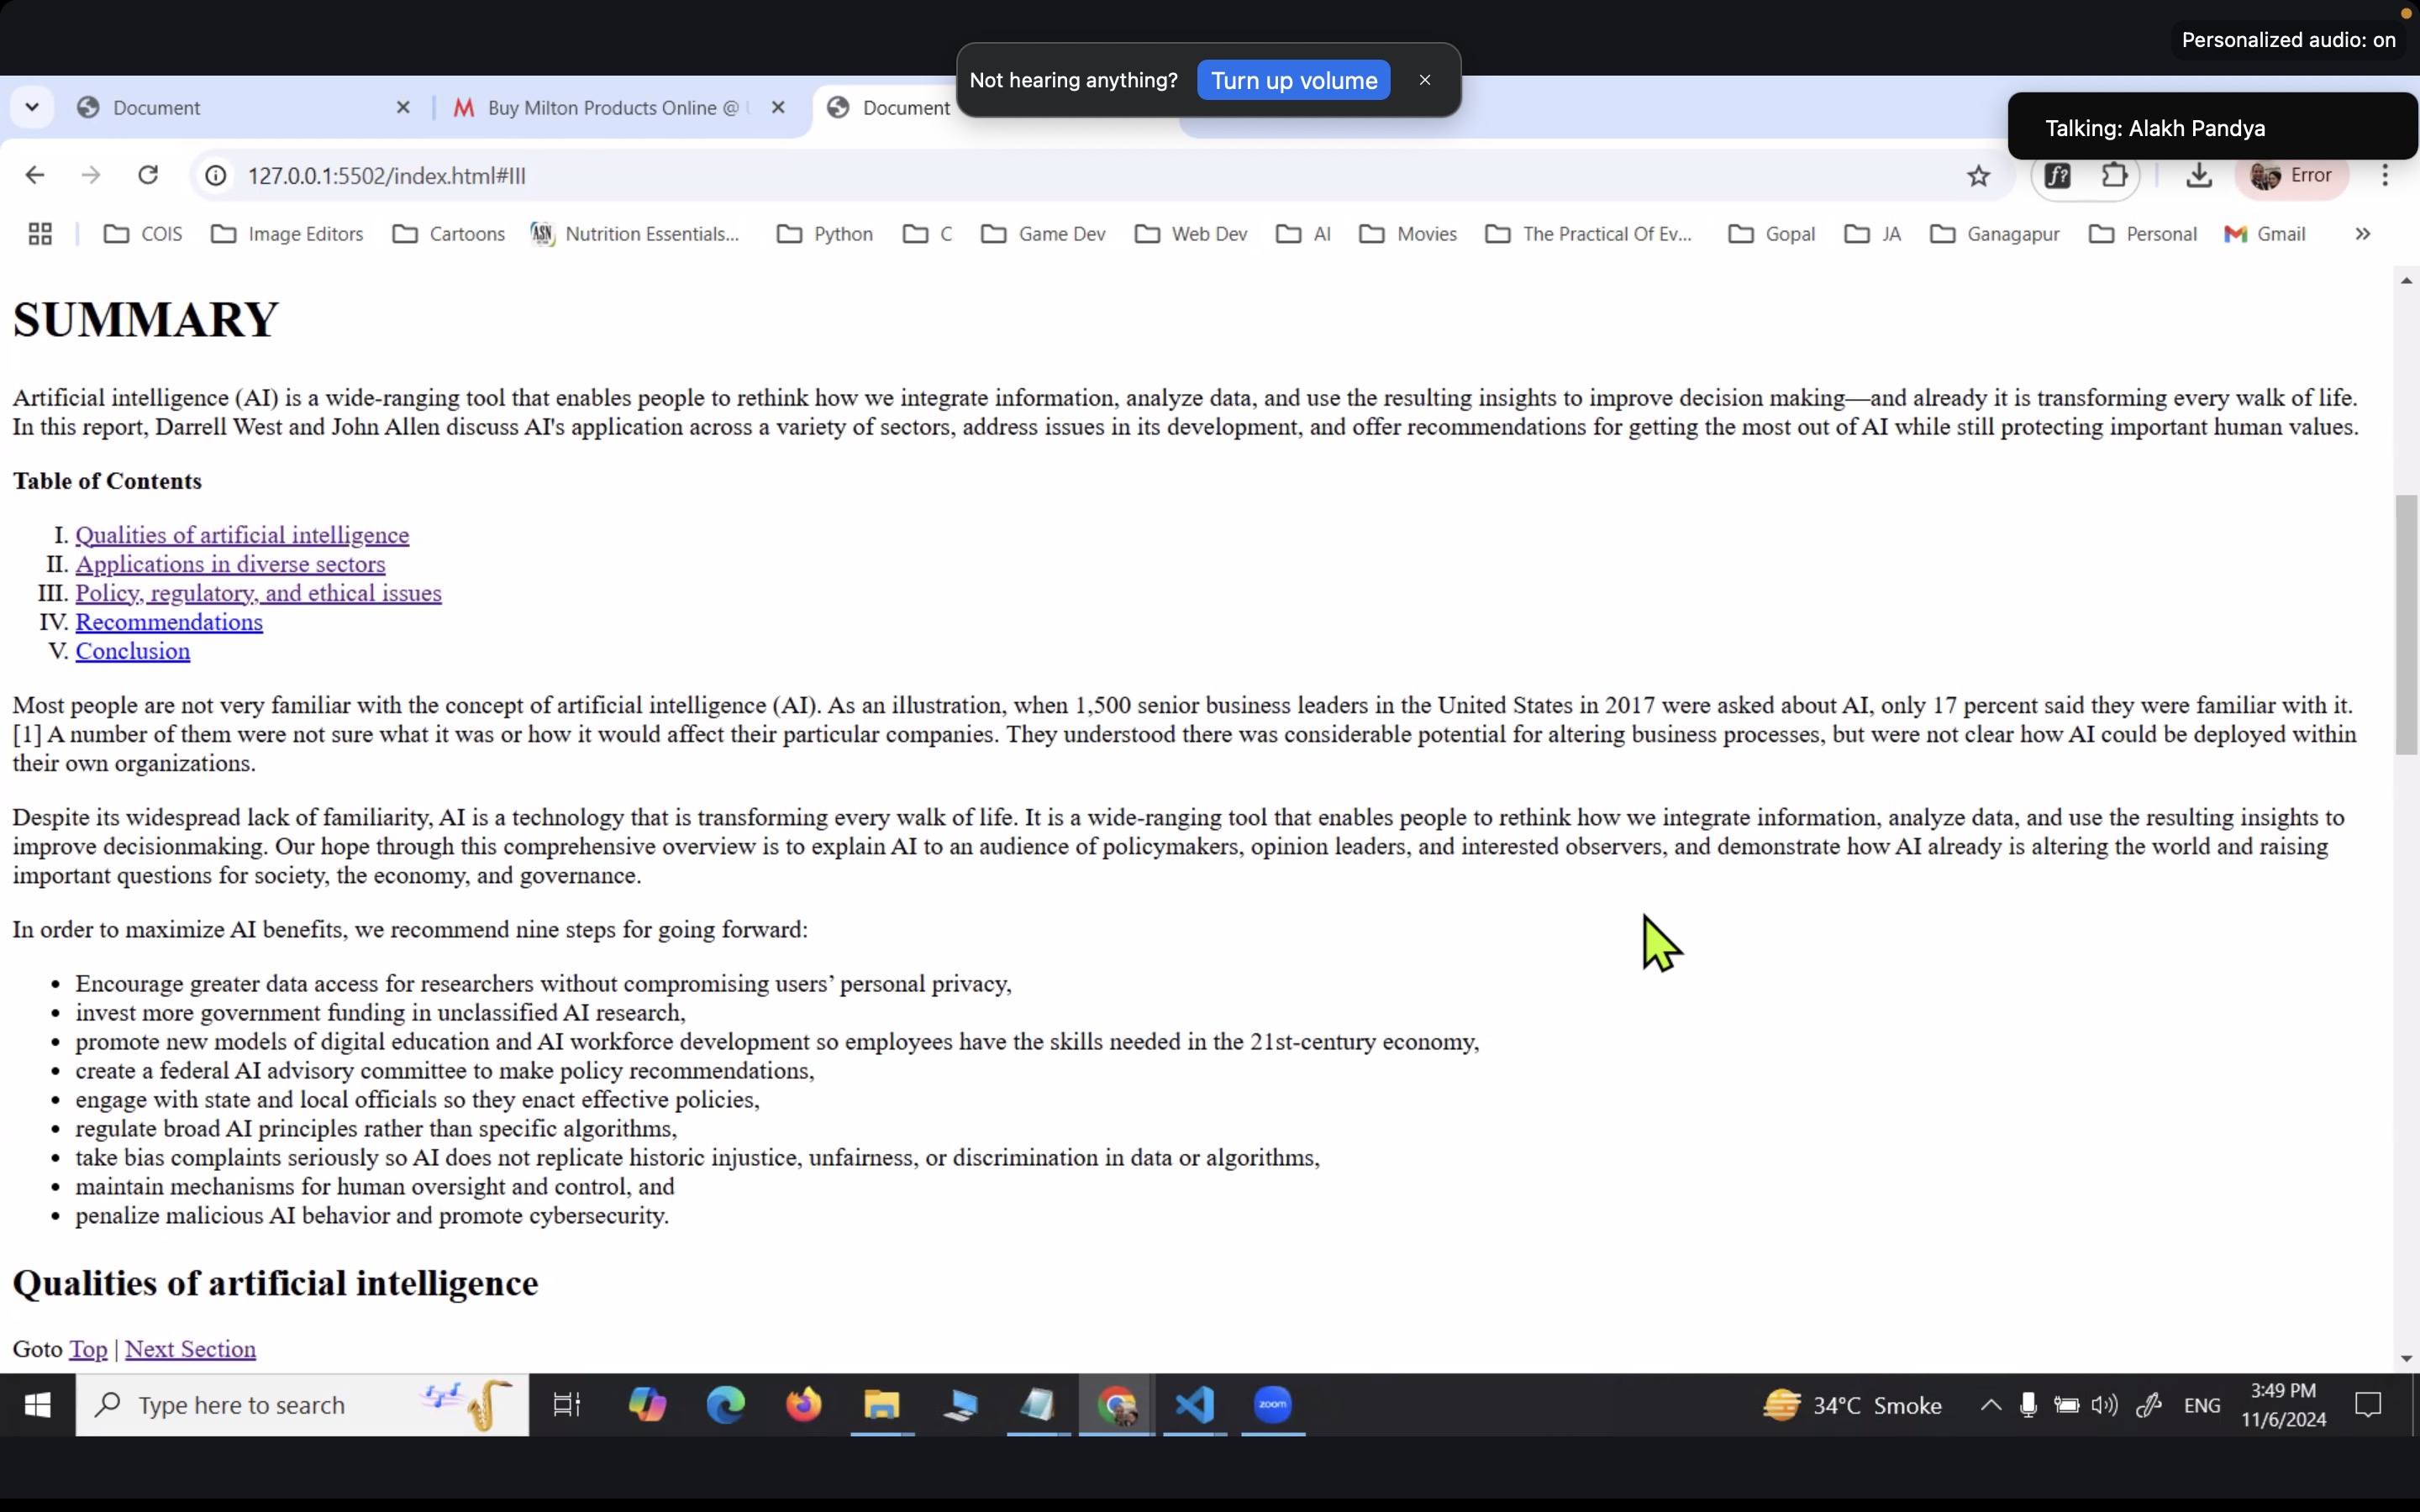 Personalized audio: on
Not hearing anything? Turn up volume
Talking: Alakh Pandya
Document
Buy Milton Products Online @
Document
127.0.0.1:5502/index.html#III
Error
COIS Image Editors Cartoons Nutrition Essentials... Python C Game Dev Web Dev AI Movies The Practical Of Ev... Gopal JA Ganagapur Personal Gmail
SUMMARY
Artificial intelligence (AI) is a wide-ranging tool that enables people to rethink how we integrate information, analyze data, and use the resulting insights to improve decision making—and already it is transforming every walk of life.
In this report, Darrell West and John Allen discuss AI's application across a variety of sectors, address issues in its development, and offer recommendations for getting the most out of AI while still protecting important human values.
Table of Contents
I. Qualities of artificial intelligence
II. Applications in diverse sectors
III. Policy, regulatory, and ethical issues
IV. Recommendations
V. Conclusion
Most people are not very familiar with the concept of artificial intelligence (AI). As an illustration, when 1,500 senior business leaders in the United States in 2017 were asked about AI, only 17 percent said they were familiar with it.
[1] A number of them were not sure what it was or how it would affect their particular companies. They understood there was considerable potential for altering business processes, but were not clear how AI could be deployed within
their own organizations.
Despite its widespread lack of familiarity, AI is a technology that is transforming every walk of life. It is a wide-ranging tool that enables people to rethink how we integrate information, analyze data, and use the resulting insights to
improve decisionmaking. Our hope through this comprehensive overview is to explain AI to an audience of policymakers, opinion leaders, and interested observers, and demonstrate how AI already is altering the world and raising
important questions for society, the economy, and governance.
In order to maximize AI benefits, we recommend nine steps for going forward:
• Encourage greater data access for researchers without compromising users’ personal privacy,
• invest more government funding in unclassified AI research,
• promote new models of digital education and AI workforce development so employees have the skills needed in the 21st-century economy,
• create a federal AI advisory committee to make policy recommendations,
• engage with state and local officials so they enact effective policies,
• regulate broad AI principles rather than specific algorithms,
• take bias complaints seriously so AI does not replicate historic injustice, unfairness, or discrimination in data or algorithms,
• maintain mechanisms for human oversight and control, and
• penalize malicious AI behavior and promote cybersecurity.
Qualities of artificial intelligence
Goto Top | Next Section
Type here to search
zoom
34°C Smoke
ENG
3:49 PM
11/6/2024